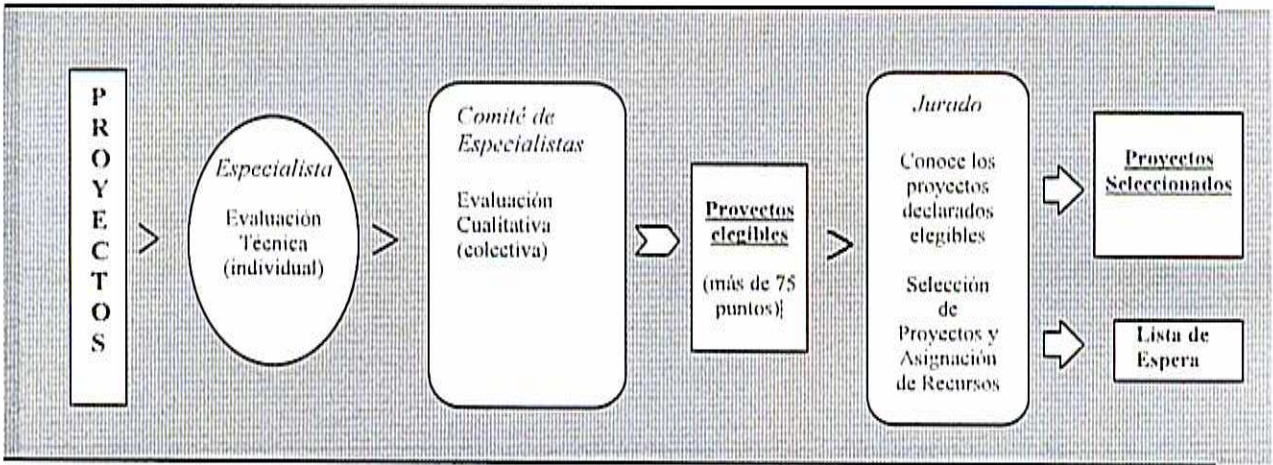 P
R
O
Y
E
C
T
O
S
Especialista
Evaluación
Técnica
(individual)
Comité de
Especialistas
Evaluación
Cualitativa
(colectiva)
Proyectos
elegibles
(más de 75
puntos)
Jurado
Conoce los
proyectos
declarados
elegibles
Selección
de
Proyectos y
Asignación
de Recursos
Proyectos
Seleccionados
Lista de
Espera